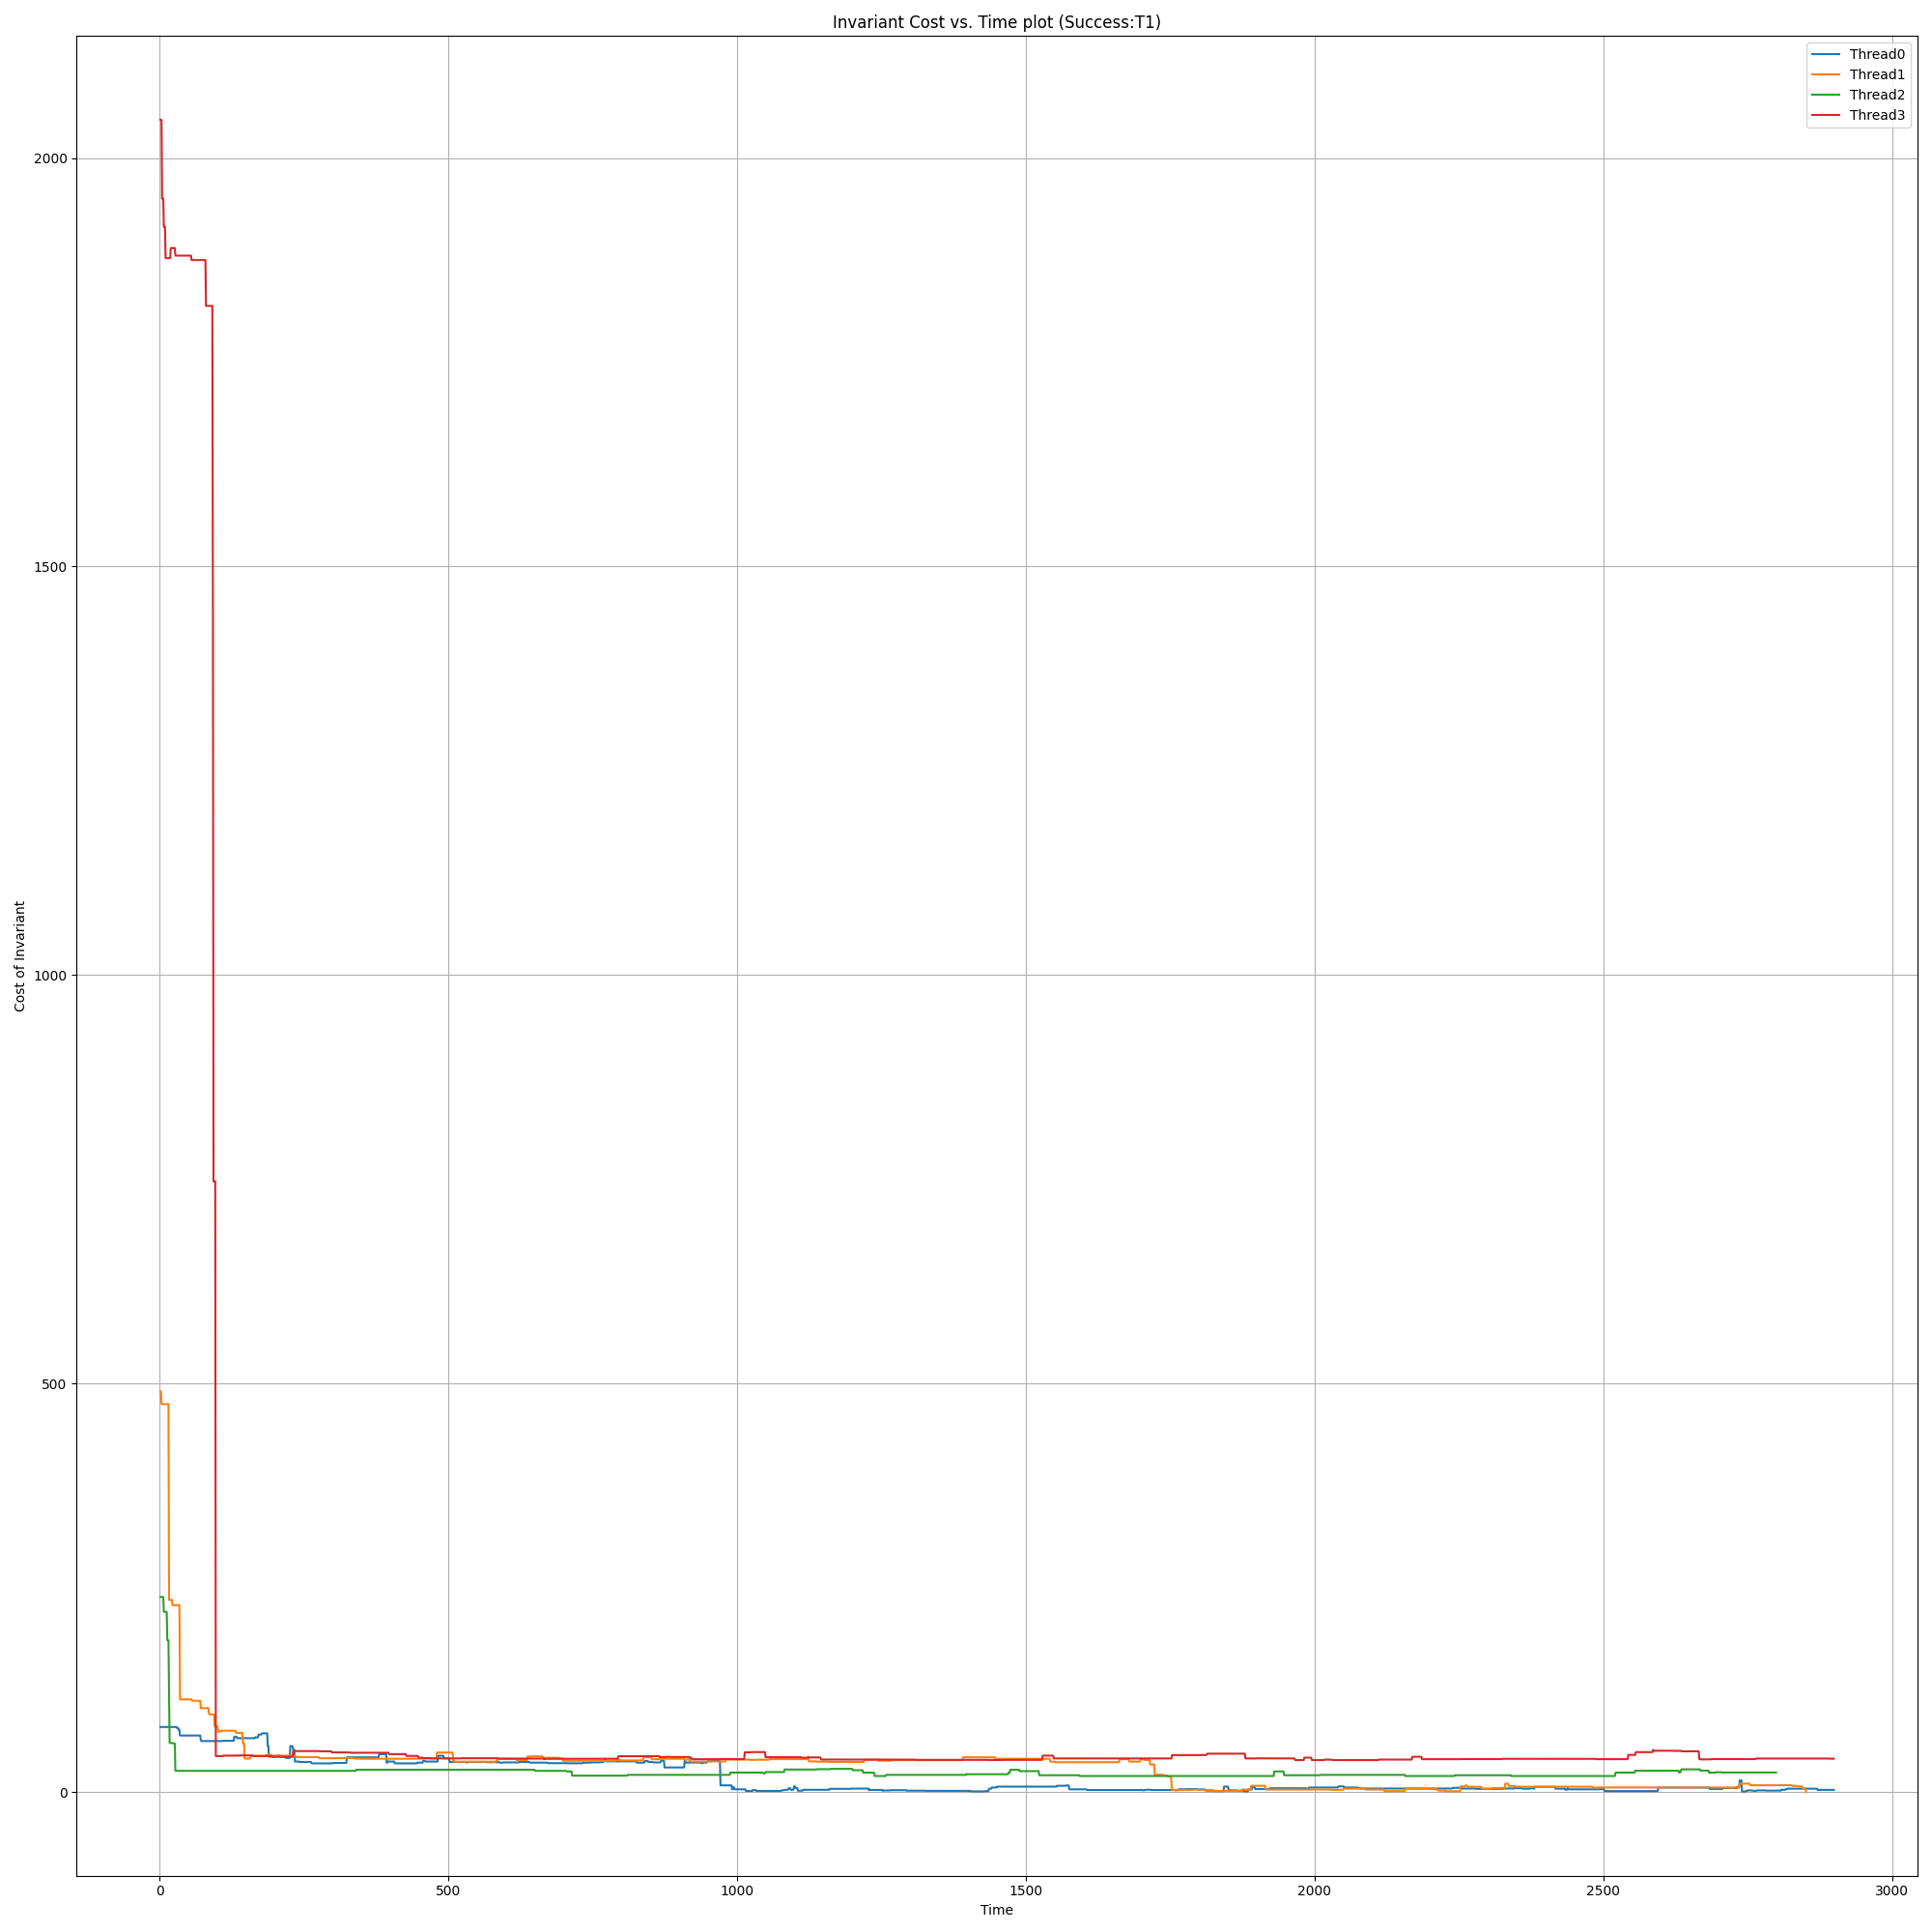 Invariant Cost vs. Time plot (Success:T1)
Thread0
Thread1
Thread2
Thread3
Cost of Invariant
2000
1500
1000
500
0
0 500 1000 1500 2000 2500 3000
Time